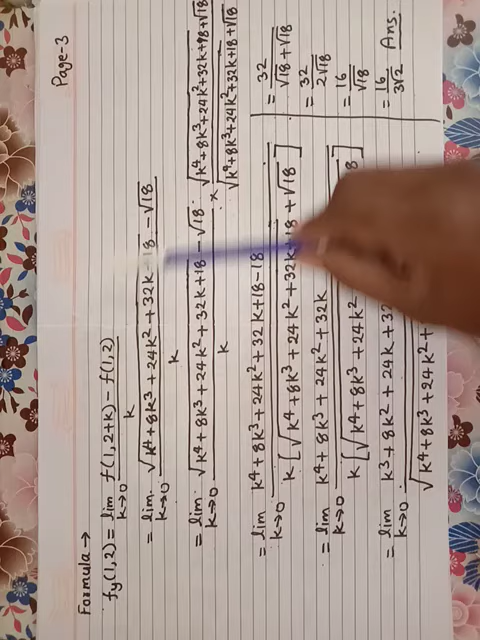 Page-3
Formula →
fy(1,2) = lim k→0 f(1,2+k) - f(1,2) / k
= lim k→0 √k⁴+8k³+24k²+32k+18 - √18 / k
= lim k→0 √k⁴+8k³+24k²+32k+18 - √18 / k × √k⁴+8k³+24k²+32k+18+√18 / √k⁴+8k³+24k²+32k+18+√18
= lim k→0 k⁴+8k³+24k²+32k+18-18 / k[√k⁴+8k³+24k²+32k+18+√18]
= lim k→0 k⁴+8k³+24k²+32k / k[√k⁴+8k³+24k²
= lim k→0 k³+8k²+24k+32 / √k⁴+8k³+24k²+
= 32 / √18+√18
= 32 / 2√18
= 16 / √18
= 16 / 3√2 Ans.